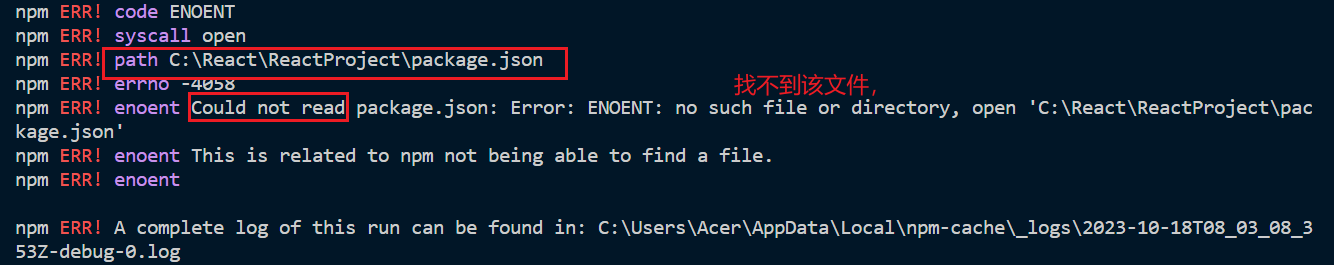 npm ERR! code ENOENT
npm ERR! syscall open
npm ERR! path C:\React\ReactProject\package.json
npm ERR! errno -4058
找不到该文件,
npm ERR! enoent Could not read package.json: Error: ENOENT: no such file or directory, open 'C:\React\ReactProject\pac
kage.json'
npm ERR! enoent This is related to npm not being able to find a file.
npm ERR! enoent
npm ERR! A complete log of this run can be found in: C:\Users\Acer\AppData\Local\npm-cache\_logs\2023-10-18T08_03_08_3
53Z-debug-0.log